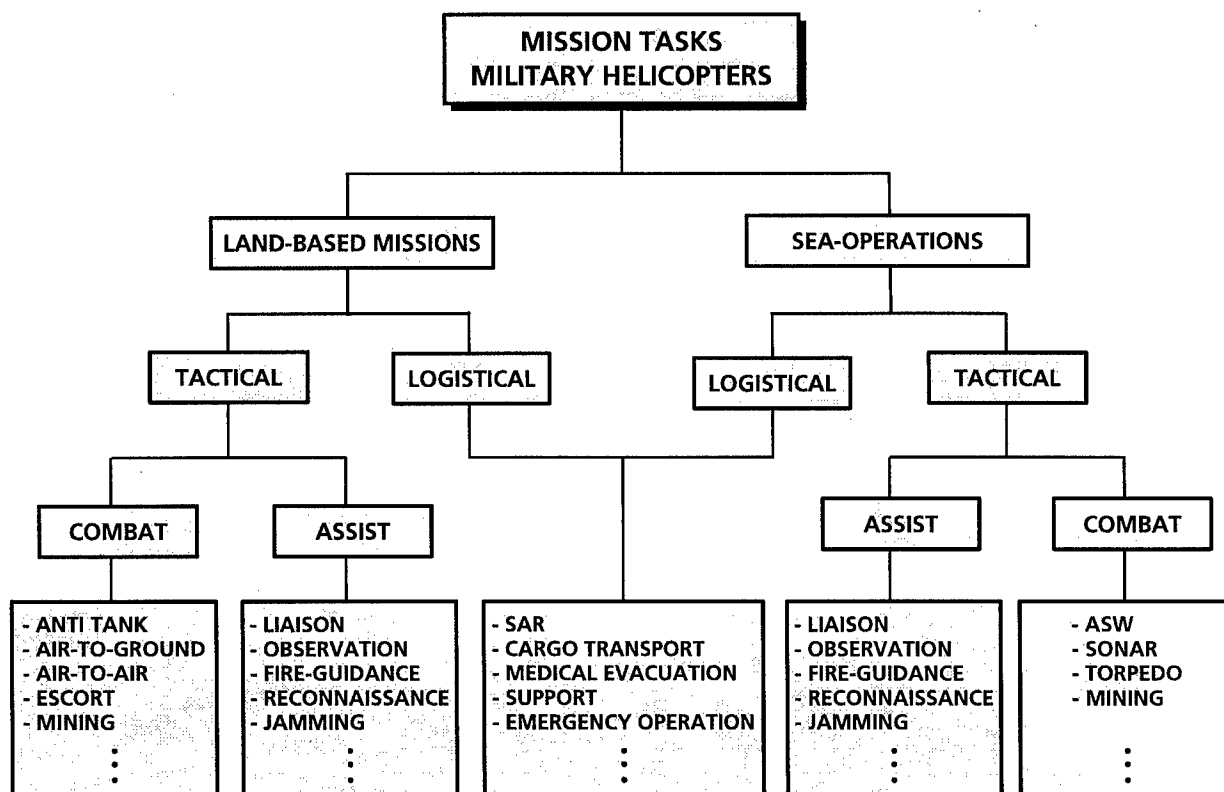 MISSION TASKS
MILITARY HELICOPTERS
LAND-BASED MISSIONS
SEA-OPERATIONS
TACTICAL
LOGISTICAL
LOGISTICAL
TACTICAL
COMBAT
ASSIST
ASSIST
COMBAT
- ANTI TANK
- AIR-TO-GROUND
- AIR-TO-AIR
- ESCORT
- MINING
- LIAISON
- OBSERVATION
- FIRE-GUIDANCE
- RECONNAISSANCE
- JAMMING
- SAR
- CARGO TRANSPORT
- MEDICAL EVACUATION
- SUPPORT
- EMERGENCY OPERATION
- LIAISON
- OBSERVATION
- FIRE-GUIDANCE
- RECONNAISSANCE
- JAMMING
- ASW
- SONAR
- TORPEDO
- MINING